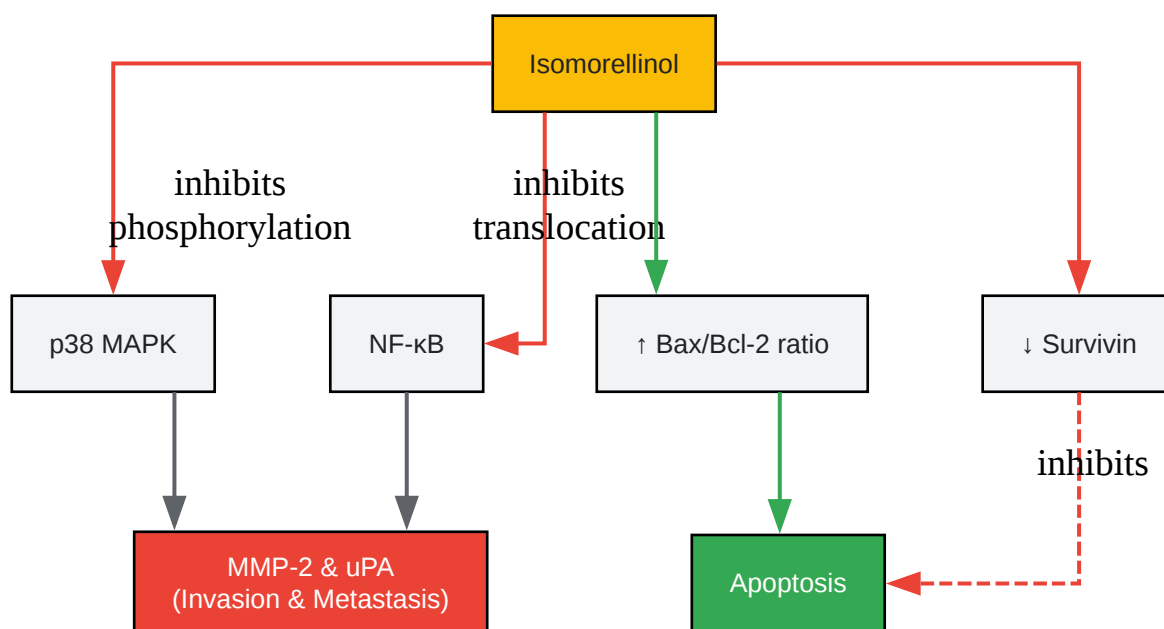 Isomorellinol
inhibits
phosphorylation
inhibits
translocation
p38 MAPK
NF-κB
↑ Bax/Bcl-2 ratio
↓ Survivin
inhibits
MMP-2 & uPA
(Invasion & Metastasis)
Apoptosis